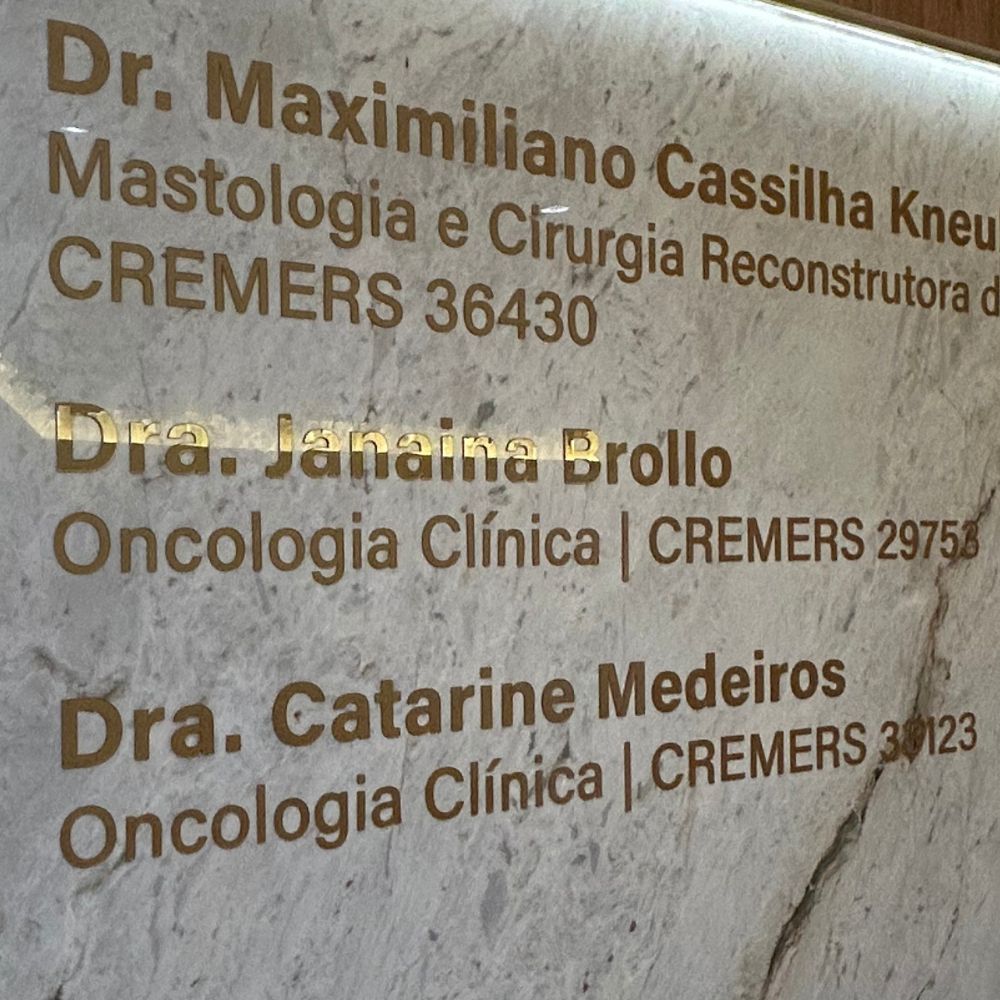 Dr. Maximiliano Cassilha Kneu
Mastologia e Cirurgia Reconstrutora d
CREMERS 36430
Dra. Janaina Brollo
Oncologia Clínica | CREMERS 29753
Dra. Catarine Medeiros
Oncologia Clínica | CREMERS